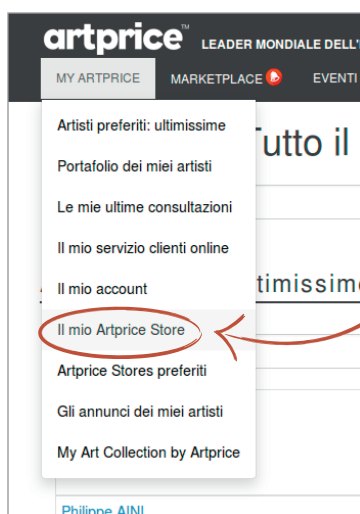 artprice™ LEADER MONDIALE DELL'
MY ARTPRICE MARKETPLACE EVENTI
Tutto il
Artisti preferiti: ultimissime
Portafolio dei miei artisti
Le mie ultime consultazioni
Il mio servizio clienti online
Il mio account
timissime
Il mio Artprice Store
Artprice Stores preferiti
Gli annunci dei miei artisti
My Art Collection by Artprice
Philippe AINI